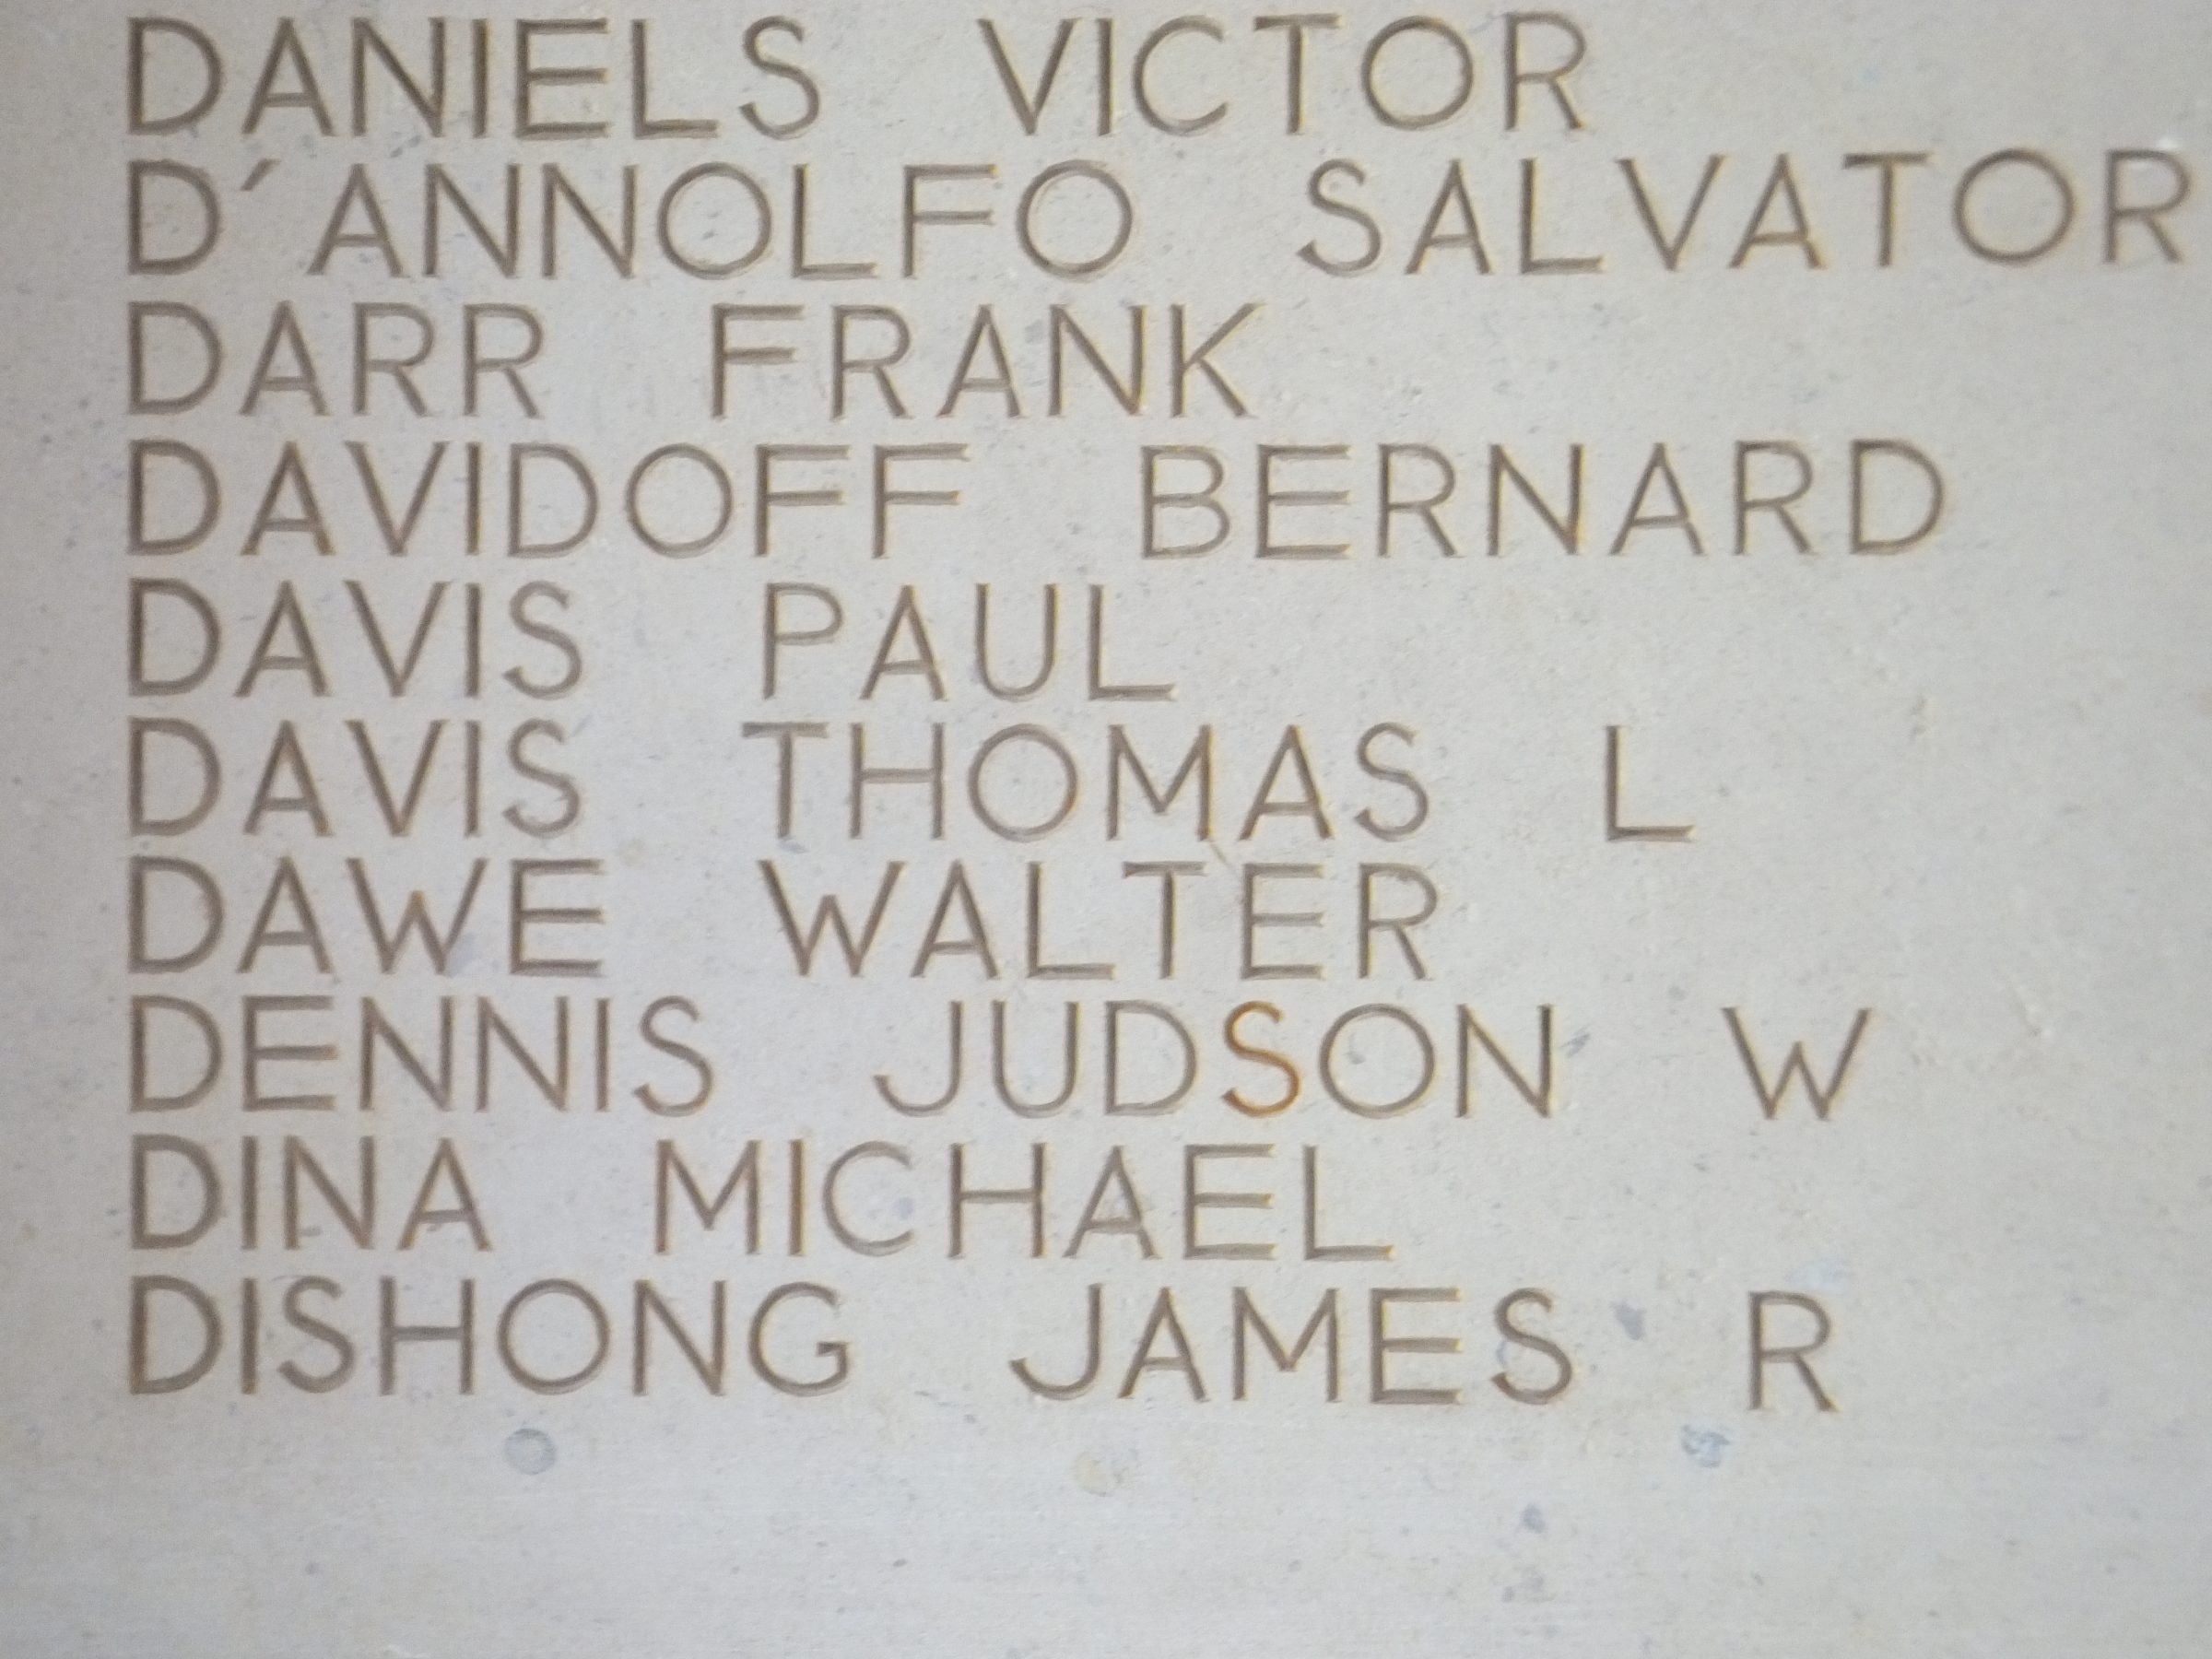 DANIELS VICTOR
D'ANNOLFO SALVATOR
DARR FRANK
DAVIDOFF BERNARD
DAVIS PAUL
DAVIS THOMAS L
DAWE WALTER
DENNIS JUDSON W
DINA MICHAEL
DISHONG JAMES R